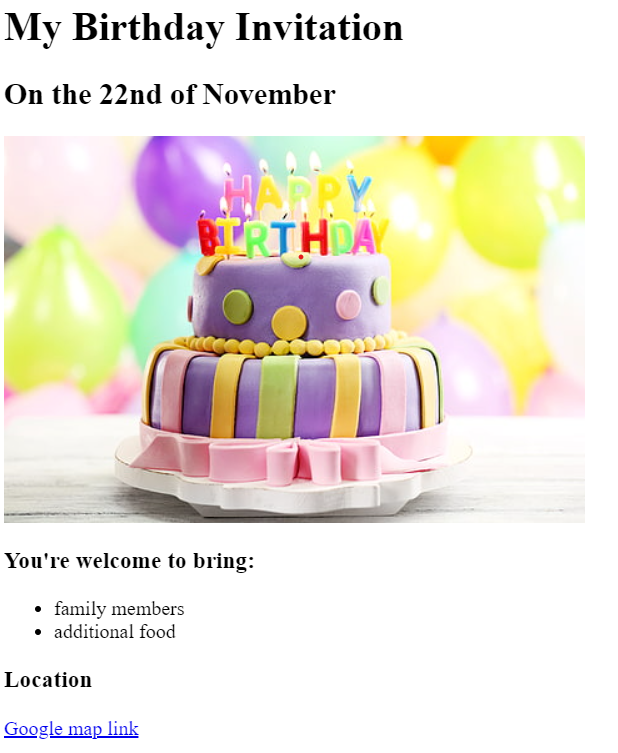 My Birthday Invitation
On the 22nd of November
HAPPY
BIRTHDAY
You're welcome to bring:
family members
additional food
Location
Google map link